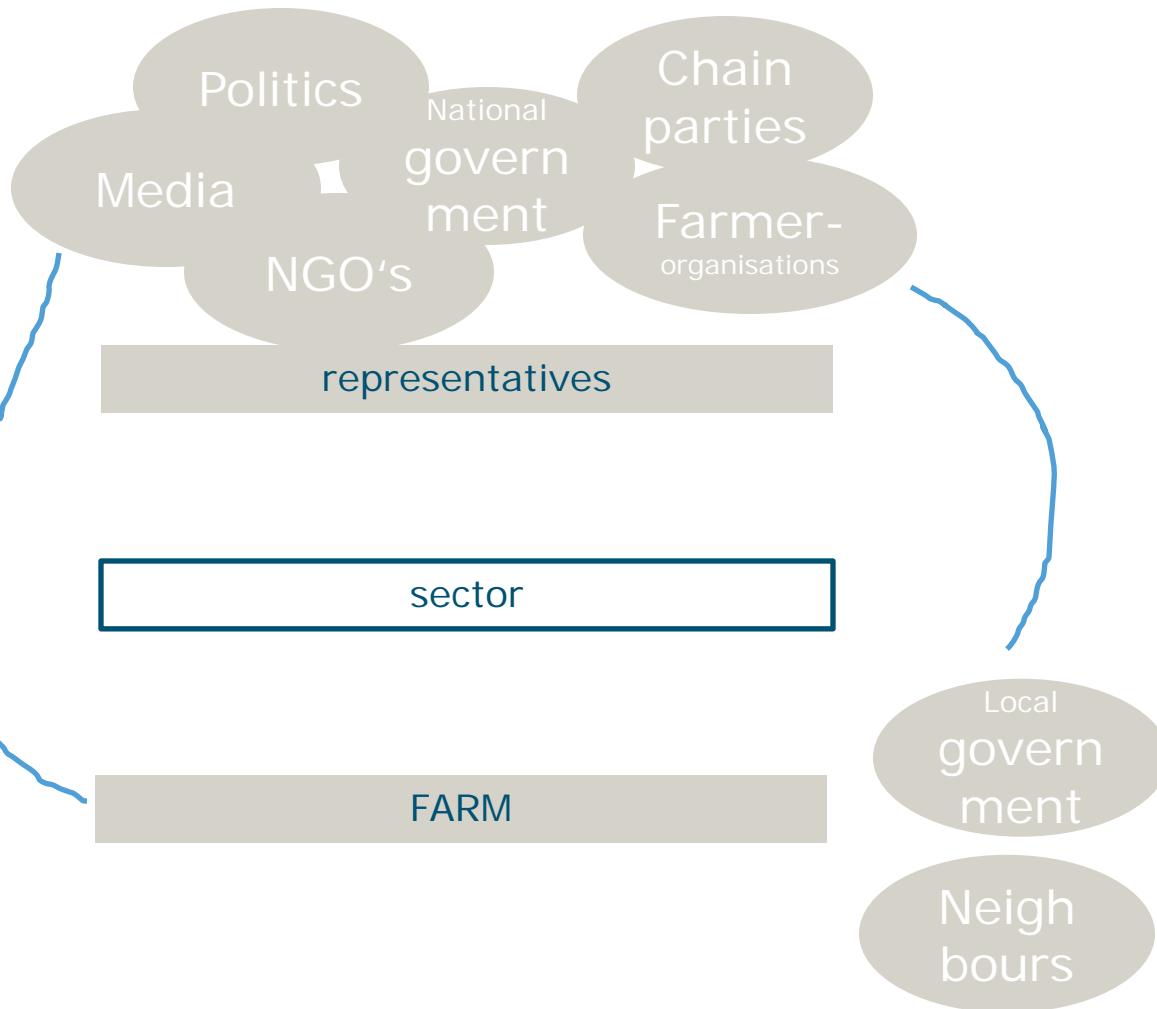 Politics
Media
NGO‘s
National
govern
ment
Chain
parties
Farmer-
organisations
representatives
sector
FARM
Local
govern
ment
Neigh
bours